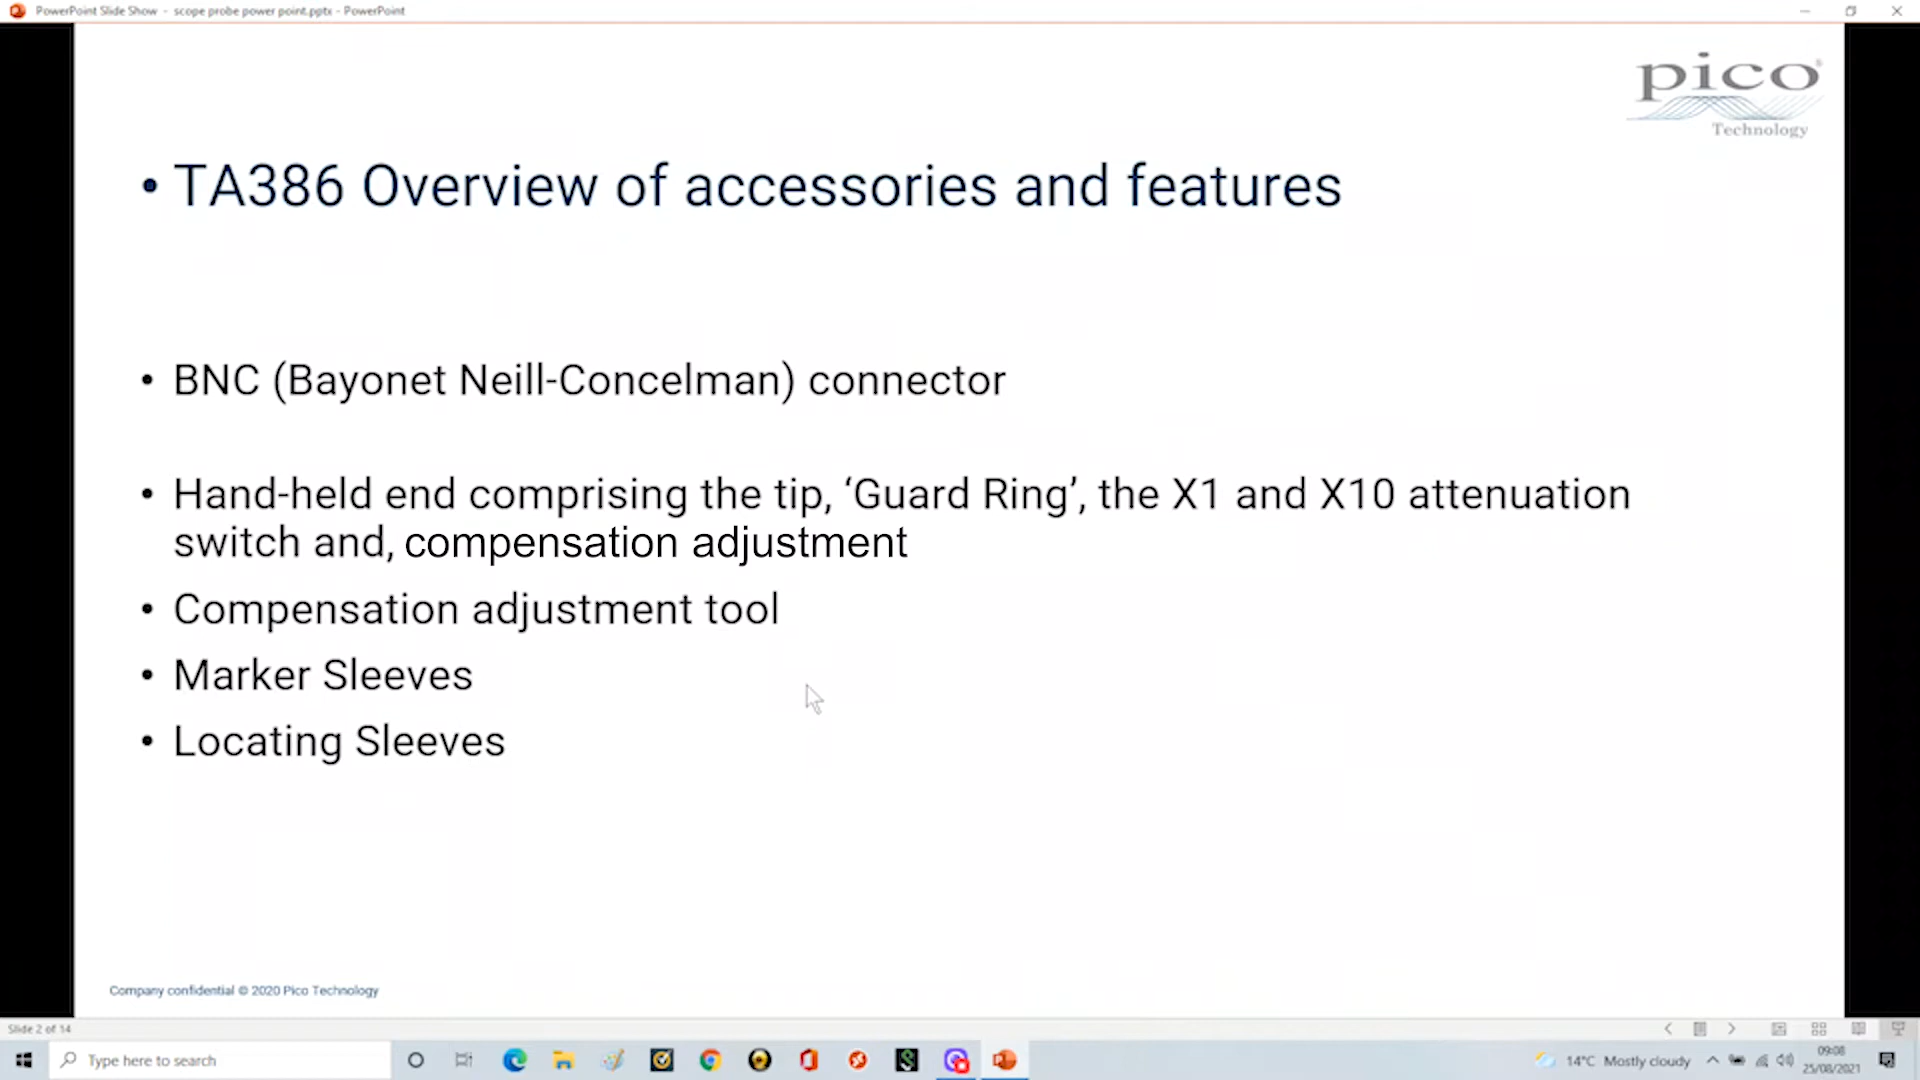 PowerPoint Slide Show - scope probe power point.pptx - PowerPoint
pico®
Technology
• TA386 Overview of accessories and features
• BNC (Bayonet Neill-Concelman) connector
• Hand-held end comprising the tip, ‘Guard Ring’, the X1 and X10 attenuation
switch and, compensation adjustment
• Compensation adjustment tool
• Marker Sleeves
• Locating Sleeves
Company confidential © 2020 Pico Technology
Slide 2 of 14
Type here to search
14°C Mostly cloudy
09:08
25/08/2021